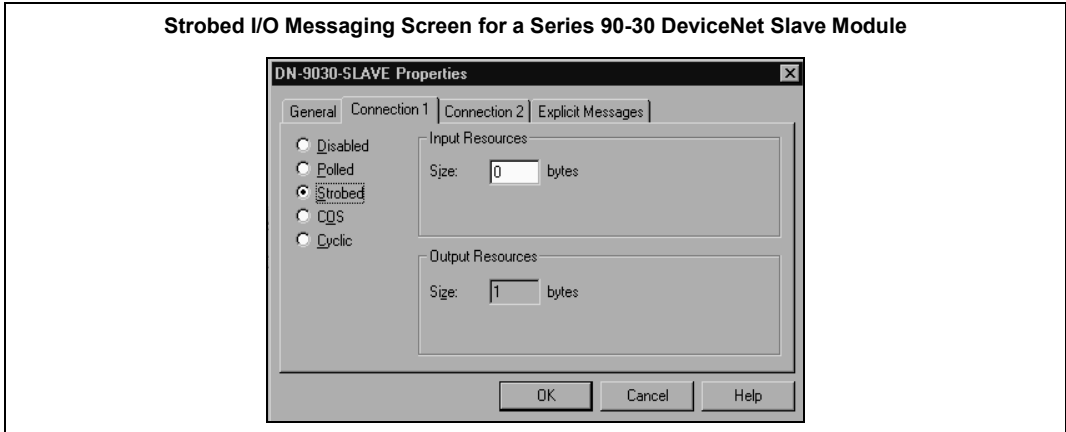 Strobed I/O Messaging Screen for a Series 90-30 DeviceNet Slave Module
DN-9030-SLAVE Properties
General Connection 1 Connection 2 Explicit Messages
Disabled
Polled
Strobed
COS
Cyclic
Input Resources
Size: 0 bytes
Output Resources
Size: 1 bytes
OK Cancel Help